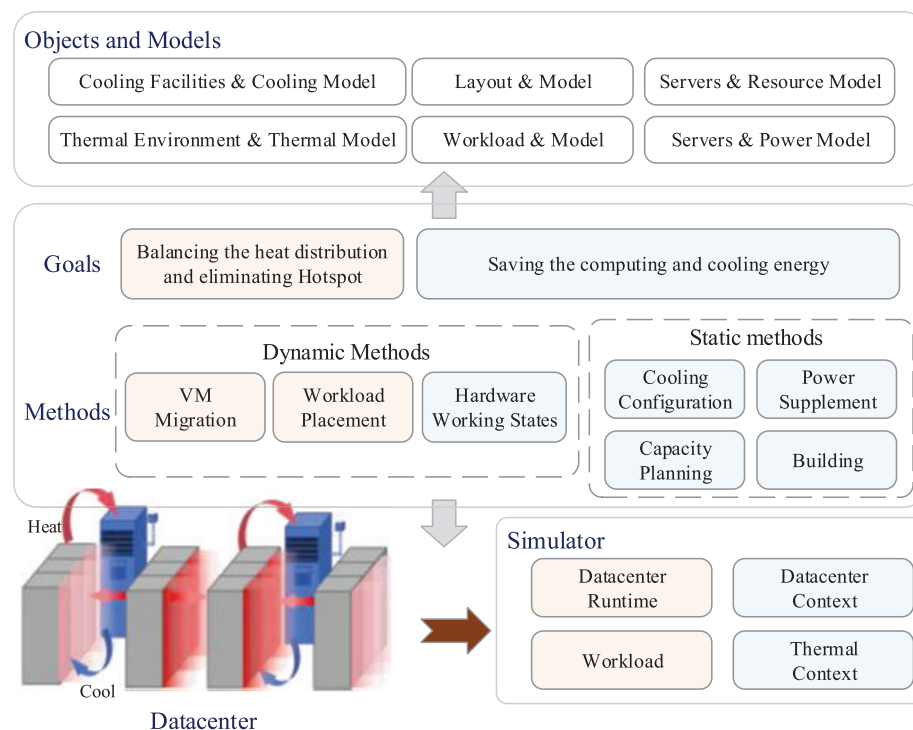 Objects and Models
Cooling Facilities & Cooling Model
Layout & Model
Servers & Resource Model
Thermal Environment & Thermal Model
Workload & Model
Servers & Power Model
Goals
Balancing the heat distribution
and eliminating Hotspot
Saving the computing and cooling energy
Methods
Dynamic Methods
VM
Migration
Workload
Placement
Hardware
Working States
Static methods
Cooling
Configuration
Power
Supplement
Capacity
Planning
Building
Heat
Cool
Datacenter
Simulator
Datacenter
Runtime
Datacenter
Context
Workload
Thermal
Context